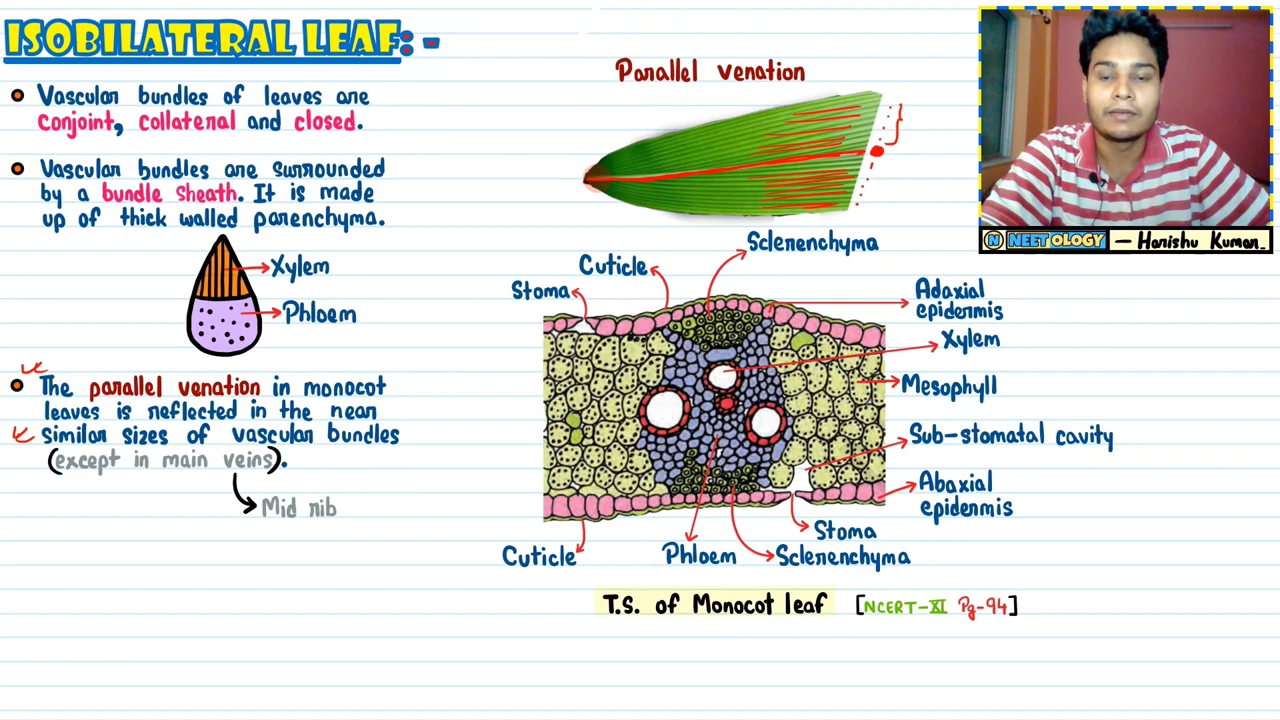 ISOBILATERAL LEAF: -
Vascular bundles of leaves are
conjoint, collateral and closed.
Vascular bundles are surrounded
by a bundle sheath. It is made
up of thick walled parenchyma.
Xylem
Phloem
The parallel venation in monocot
leaves is reflected in the near
similar sizes of vascular bundles
(except in main veins).
Mid rib
Parallel venation
Sclerenchyma
Cuticle
Stoma
Adaxial
epidermis
Xylem
Mesophyll
Sub-stomatal cavity
Abaxial
epidermis
Stoma
Cuticle
Phloem
Sclerenchyma
T.S. of Monocot leaf [NCERT-XI Pg-94]
N NEETOLOGY - Harishu Kumar